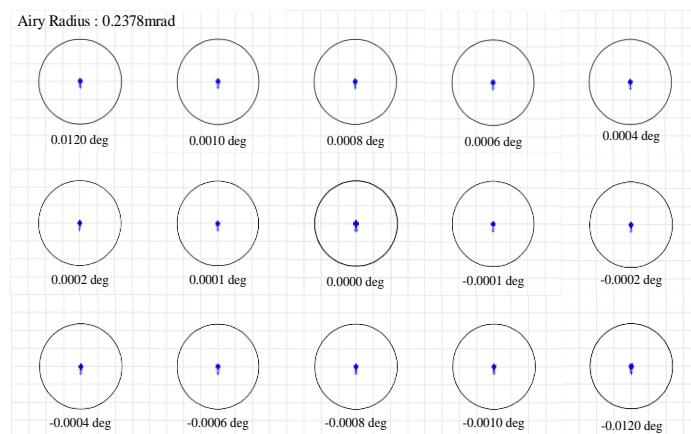 Airy Radius : 0.2378mrad
0.0120 deg
0.0010 deg
0.0008 deg
0.0006 deg
0.0004 deg
0.0002 deg
0.0001 deg
0.0000 deg
-0.0001 deg
-0.0002 deg
-0.0004 deg
-0.0006 deg
-0.0008 deg
-0.0010 deg
-0.0120 deg